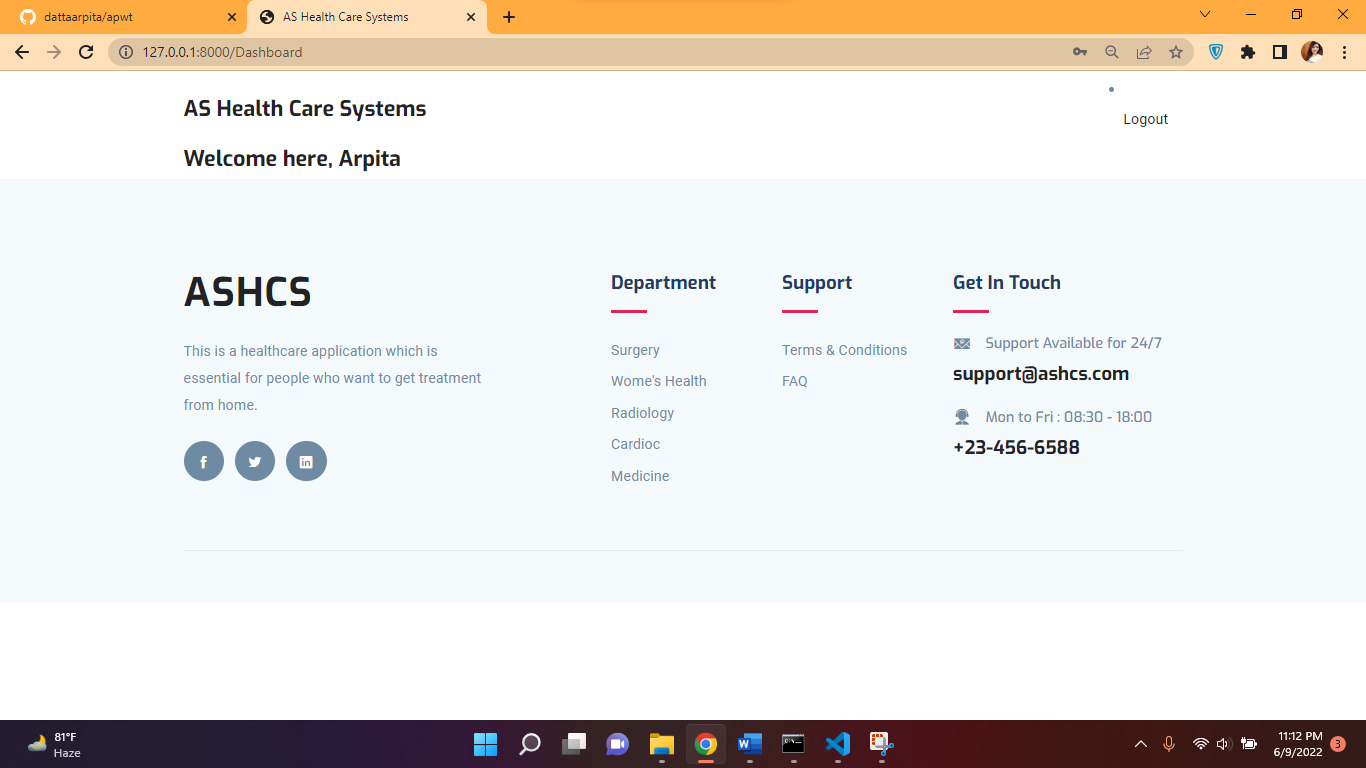 dattaarpita/apwt
AS Health Care Systems
127.0.0.1:8000/Dashboard
AS Health Care Systems
Logout
Welcome here, Arpita
ASHCS
This is a healthcare application which is
essential for people who want to get treatment
from home.
Department
Surgery
Wome's Health
Radiology
Cardioc
Medicine
Support
Terms & Conditions
FAQ
Get In Touch
Support Available for 24/7
support@ashcs.com
Mon to Fri : 08:30 - 18:00
+23-456-6588
81°F
Haze
11:12 PM
6/9/2022
3